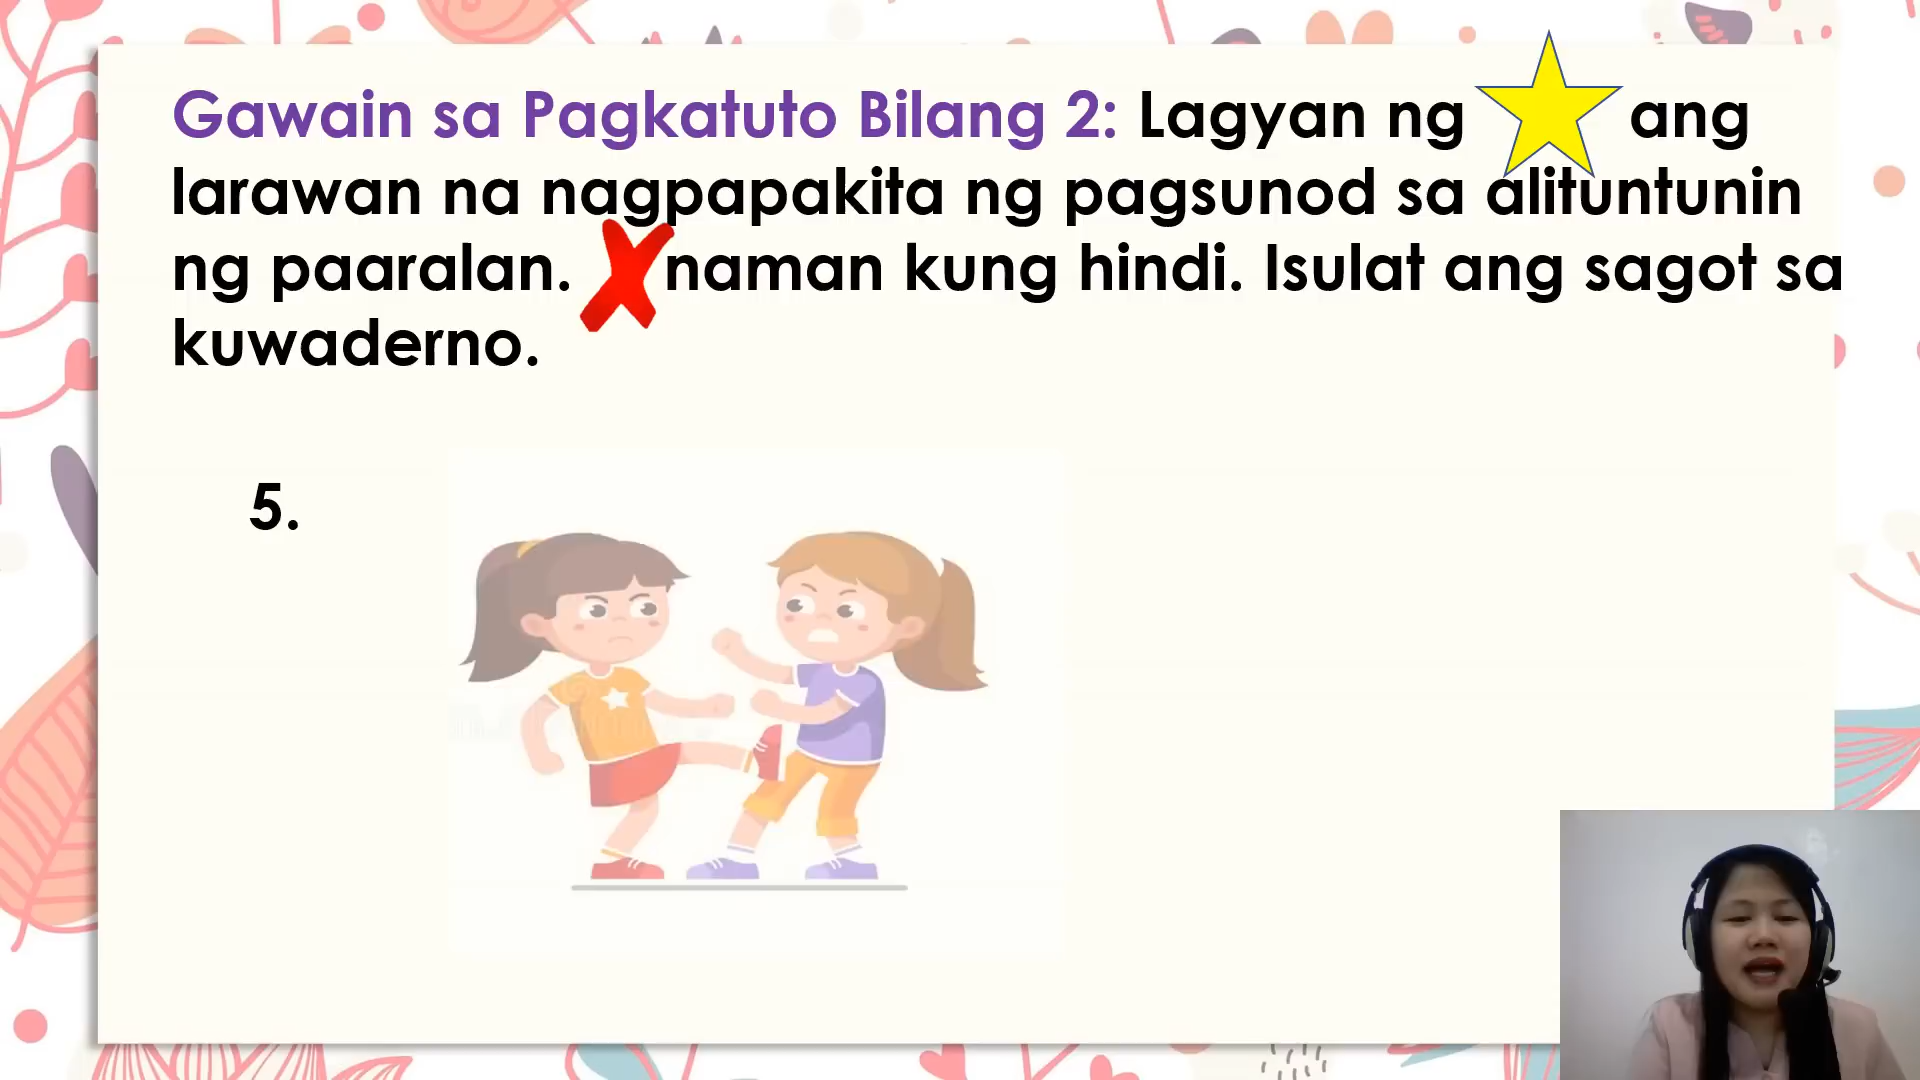 Gawain sa Pagkatuto Bilang 2: Lagyan ng ang
larawan na nagpapakita ng pagsunod sa alituntunin
ng paaralan. naman kung hindi. Isulat ang sagot sa
kuwaderno.
5.